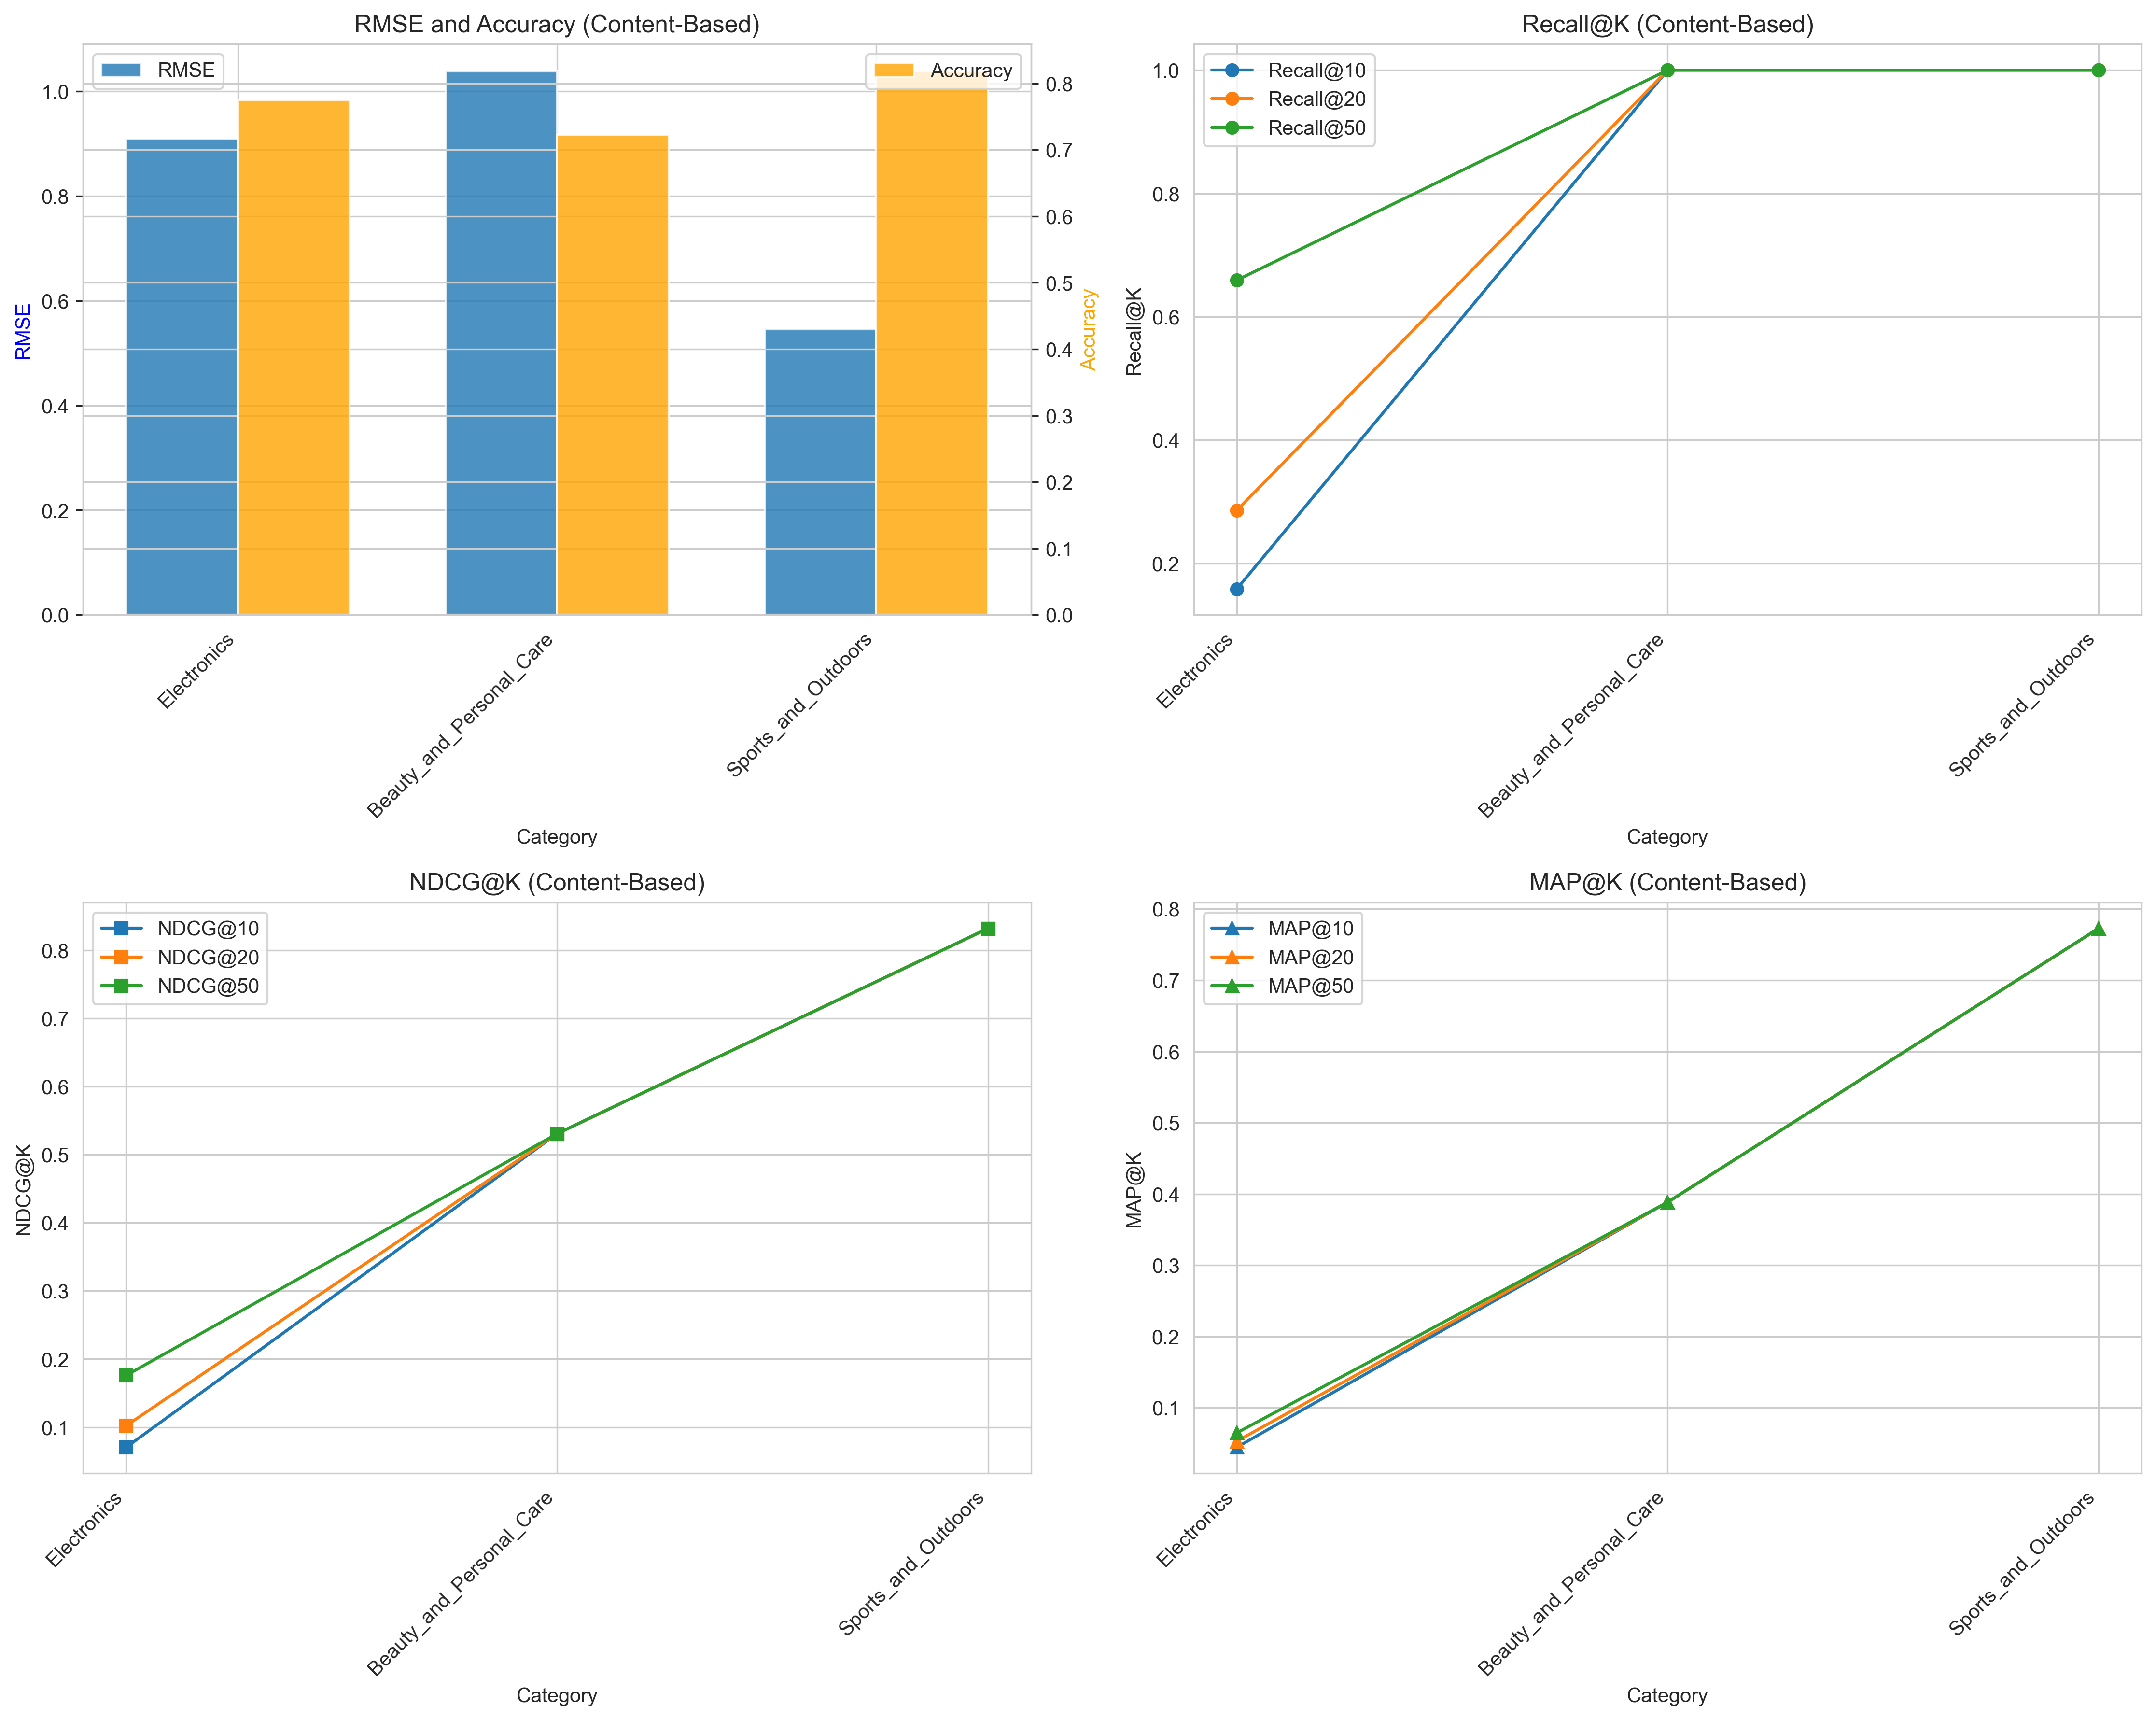 RMSE and Accuracy (Content-Based)
RMSE
Accuracy
1.0
0.8
0.6
0.4
0.2
0.0
RMSE
0.8
0.7
0.6
0.5
0.4
0.3
0.2
0.1
0.0
Accuracy
Electronics
Beauty_and_Personal_Care
Sports_and_Outdoors
Category
Recall@K (Content-Based)
Recall@10
Recall@20
Recall@50
1.0
0.8
0.6
0.4
0.2
Recall@K
Electronics
Beauty_and_Personal_Care
Sports_and_Outdoors
Category
NDCG@K (Content-Based)
NDCG@10
NDCG@20
NDCG@50
0.8
0.7
0.6
0.5
0.4
0.3
0.2
0.1
NDCG@K
Electronics
Beauty_and_Personal_Care
Sports_and_Outdoors
Category
MAP@K (Content-Based)
MAP@10
MAP@20
MAP@50
0.8
0.7
0.6
0.5
0.4
0.3
0.2
0.1
MAP@K
Electronics
Beauty_and_Personal_Care
Sports_and_Outdoors
Category